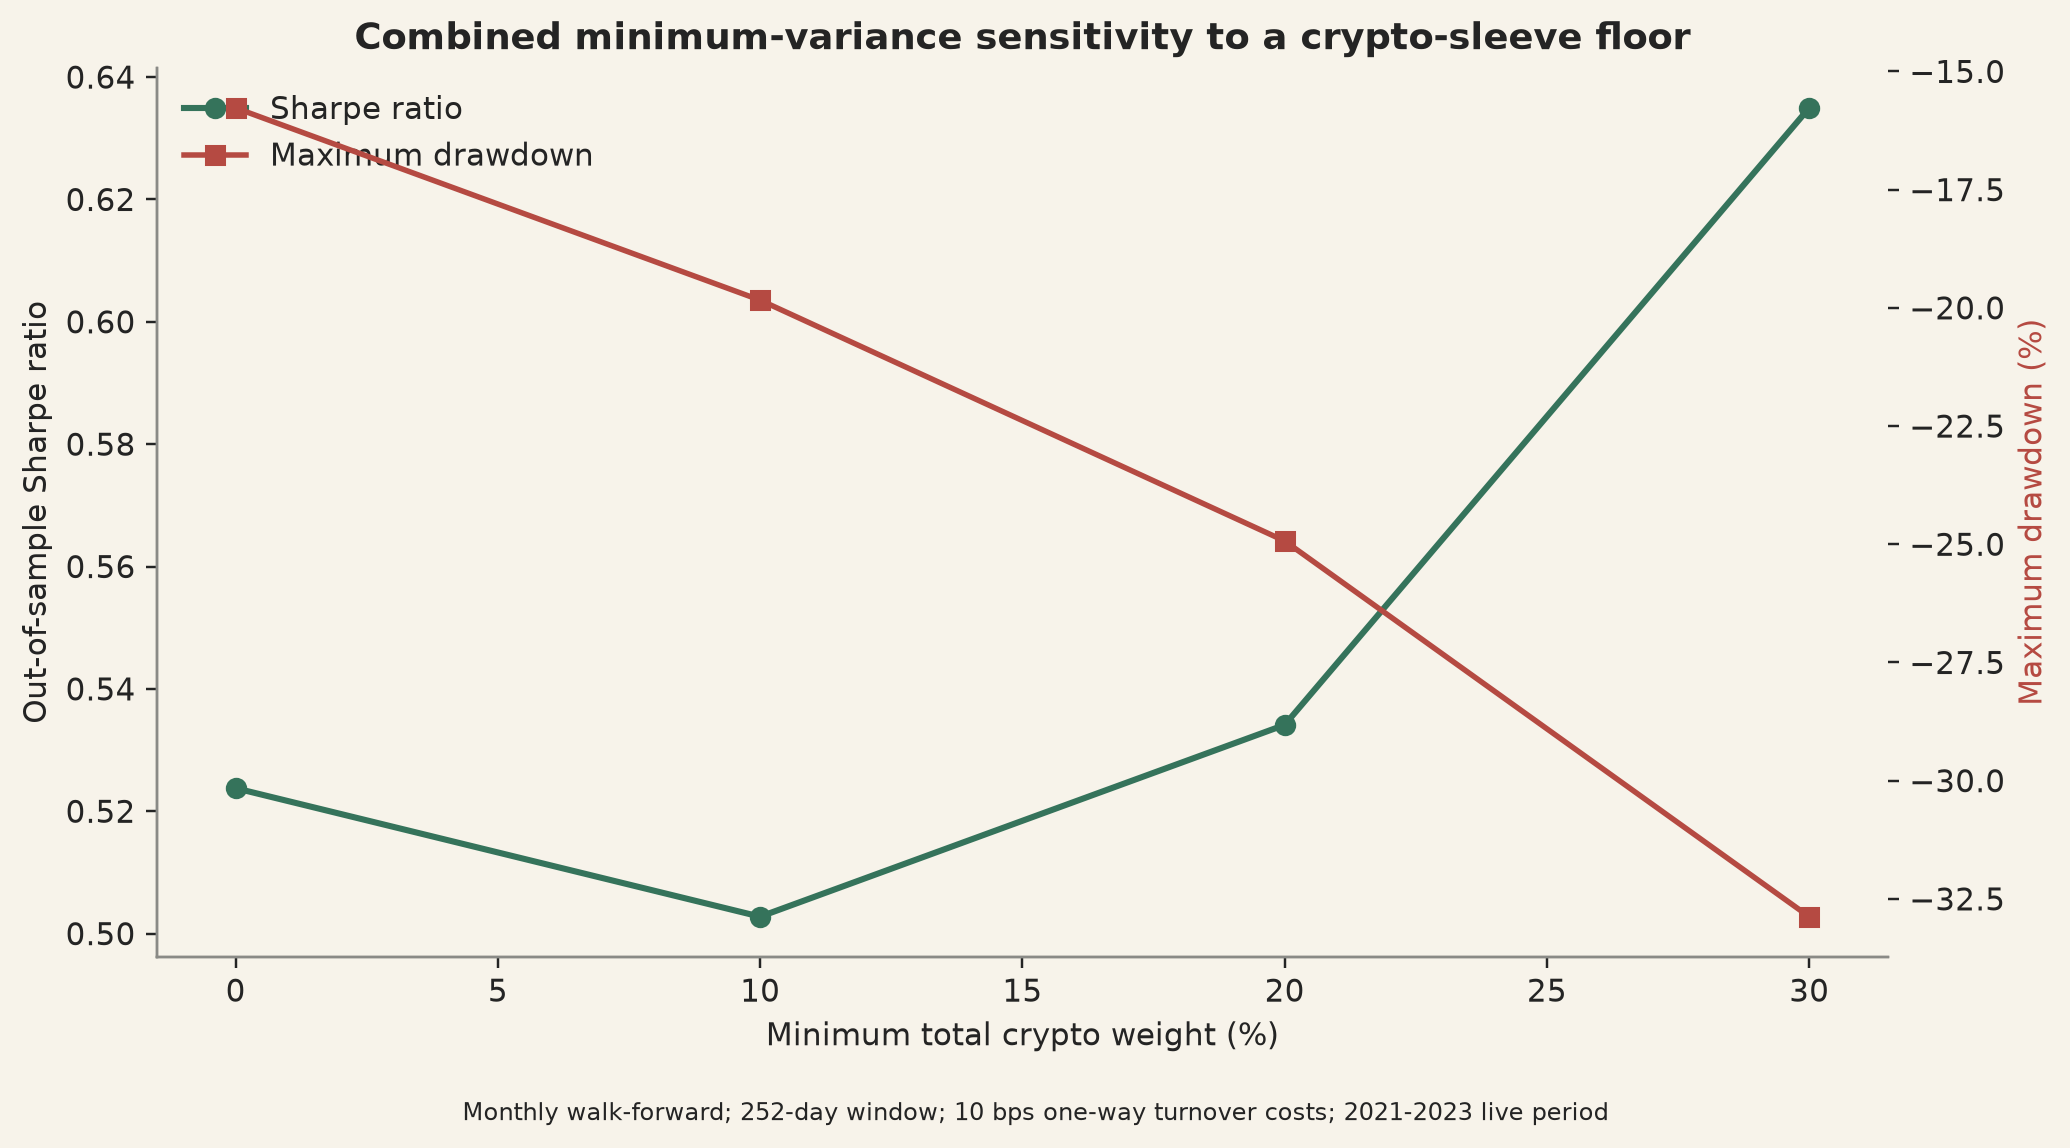 Combined minimum-variance sensitivity to a crypto-sleeve floor
Sharpe ratio
Maximum drawdown
Out-of-sample Sharpe ratio
0.64
0.62
0.60
0.58
0.56
0.54
0.52
0.50
−15.0
−17.5
−20.0
−22.5
−25.0
−27.5
−30.0
−32.5
Maximum drawdown (%)
0 5 10 15 20 25 30
Minimum total crypto weight (%)
Monthly walk-forward; 252-day window; 10 bps one-way turnover costs; 2021-2023 live period